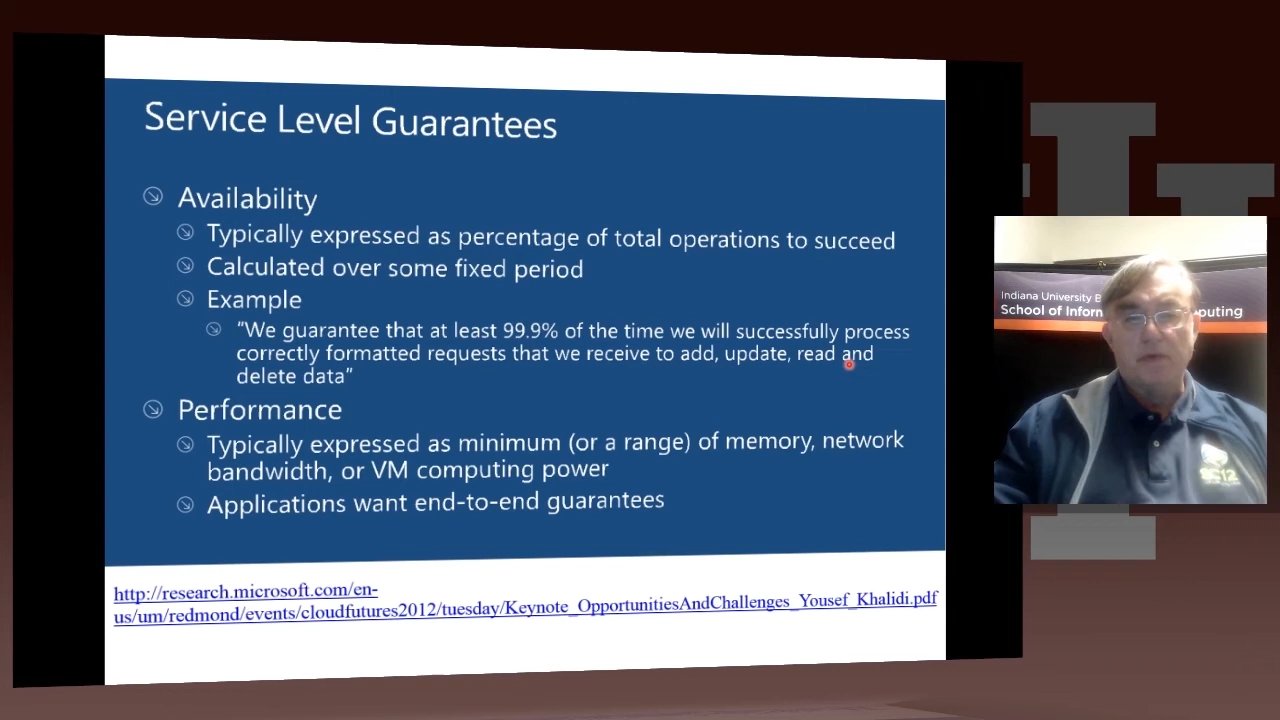 Service Level Guarantees
Availability
Typically expressed as percentage of total operations to succeed
Calculated over some fixed period
Example
"We guarantee that at least 99.9% of the time we will successfully process
correctly formatted requests that we receive to add, update, read and
delete data"
Performance
Typically expressed as minimum (or a range) of memory, network
bandwidth, or VM computing power
Applications want end-to-end guarantees
http://research.microsoft.com/en-
us/um/redmond/events/cloudfutures2012/tuesday/Keynote_OpportunitiesAndChallenges_Yousef_Khalidi.pdf
Indiana University B
School of Inform puting
SC12